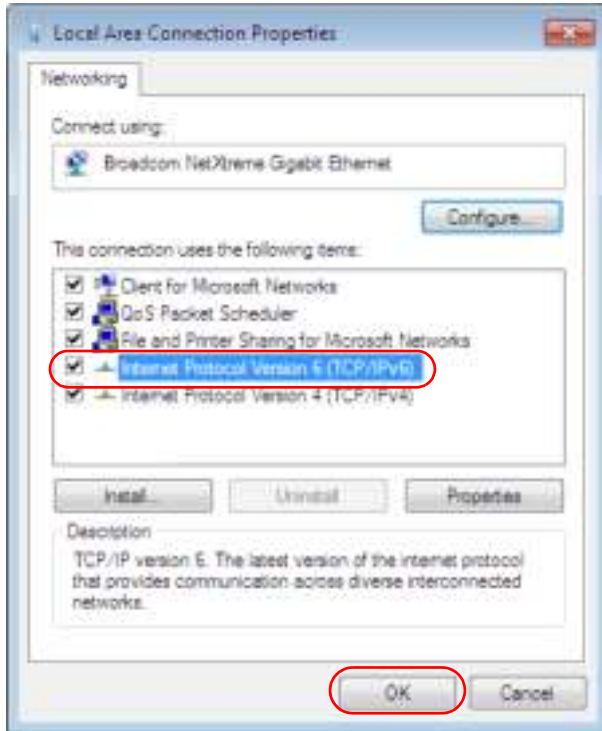 Local Area Connection Properties
Networking
Connect using:
Broadcom NetXtreme Gigabit Ethernet
Configure...
This connection uses the following items:
Client for Microsoft Networks
QoS Packet Scheduler
File and Printer Sharing for Microsoft Networks
Internet Protocol Version 6 (TCP/IPv6)
Internet Protocol Version 4 (TCP/IPv4)
Install... Uninstall Properties
Description
TCP/IP version 6. The latest version of the internet protocol
that provides communication across diverse interconnected
networks.
OK Cancel